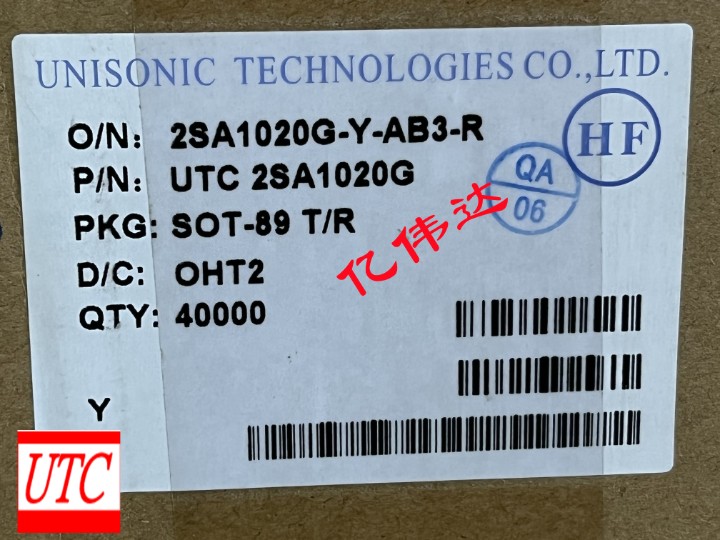 UNISONIC TECHNOLOGIES CO.,LTD.
O/N: 2SA1020G-Y-AB3-R
HF
P/N: UTC 2SA1020G
QA
06
PKG: SOT-89 T/R
亿伟达
D/C: OHT2
QTY: 40000
Y
UTC